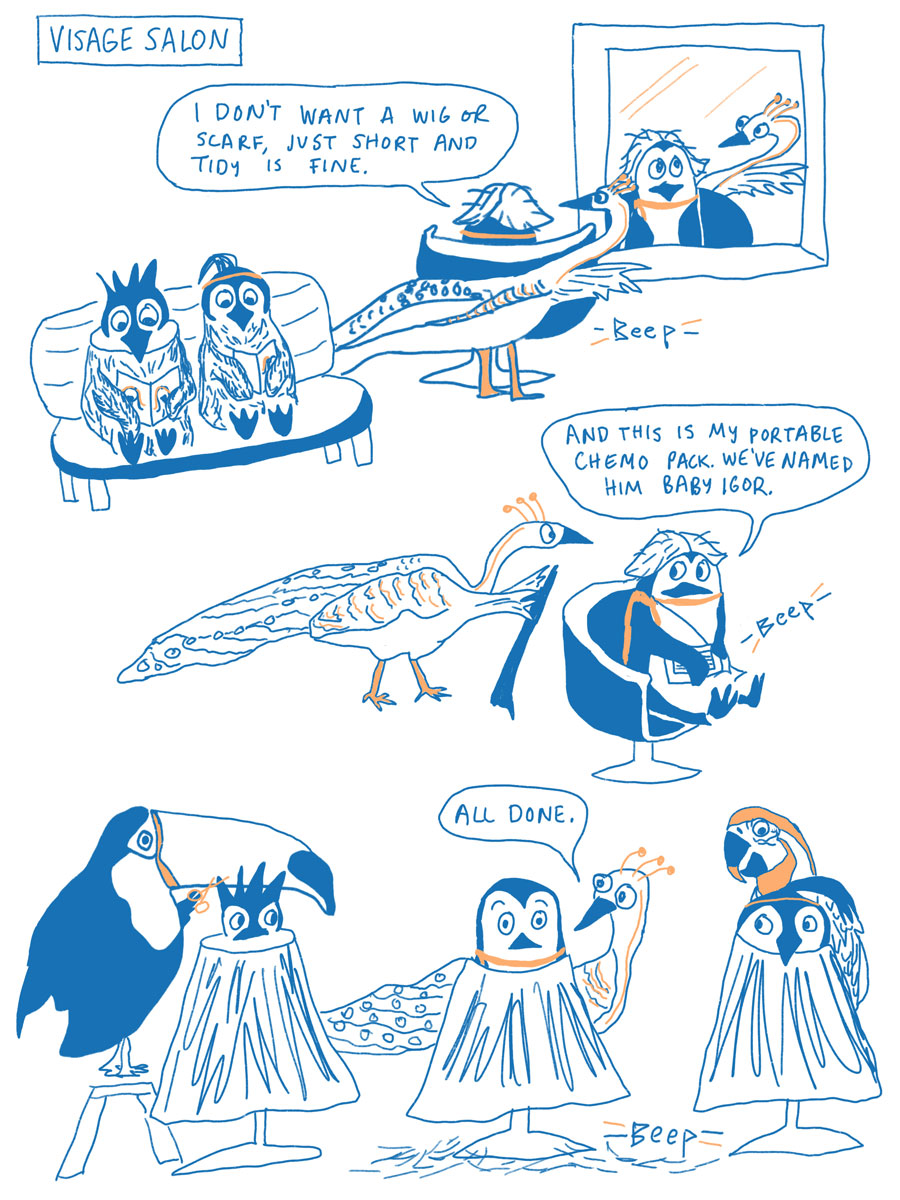 VISAGE SALON
I DON'T WANT A WIG OR
SCARF, JUST SHORT AND
TIDY IS FINE.
-Beep-
AND THIS IS MY PORTABLE
CHEMO PACK. WE'VE NAMED
HIM BABY IGOR.
-Beep-
ALL DONE.
-Beep-